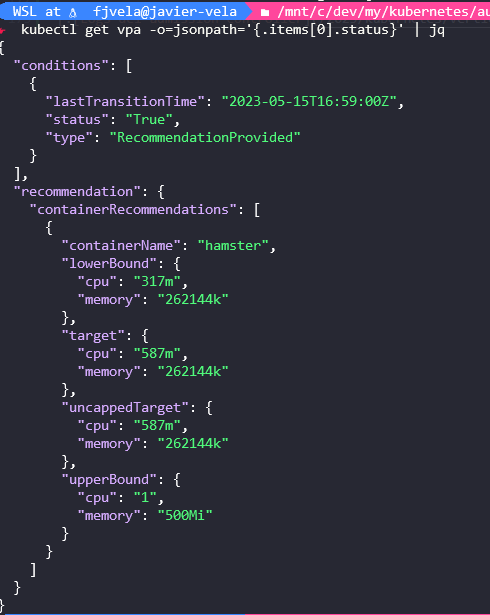 WSL at fjvela@javier-vela /mnt/c/dev/my/kubernetes/au
kubectl get vpa -o=jsonpath='{.items[0].status}' | jq
{
  "conditions": [
    {
      "lastTransitionTime": "2023-05-15T16:59:00Z",
      "status": "True",
      "type": "RecommendationProvided"
    }
  ],
  "recommendation": {
    "containerRecommendations": [
      {
        "containerName": "hamster",
        "lowerBound": {
          "cpu": "317m",
          "memory": "262144k"
        },
        "target": {
          "cpu": "587m",
          "memory": "262144k"
        },
        "uncappedTarget": {
          "cpu": "587m",
          "memory": "262144k"
        },
        "upperBound": {
          "cpu": "1",
          "memory": "500Mi"
        }
      }
    ]
  }
}